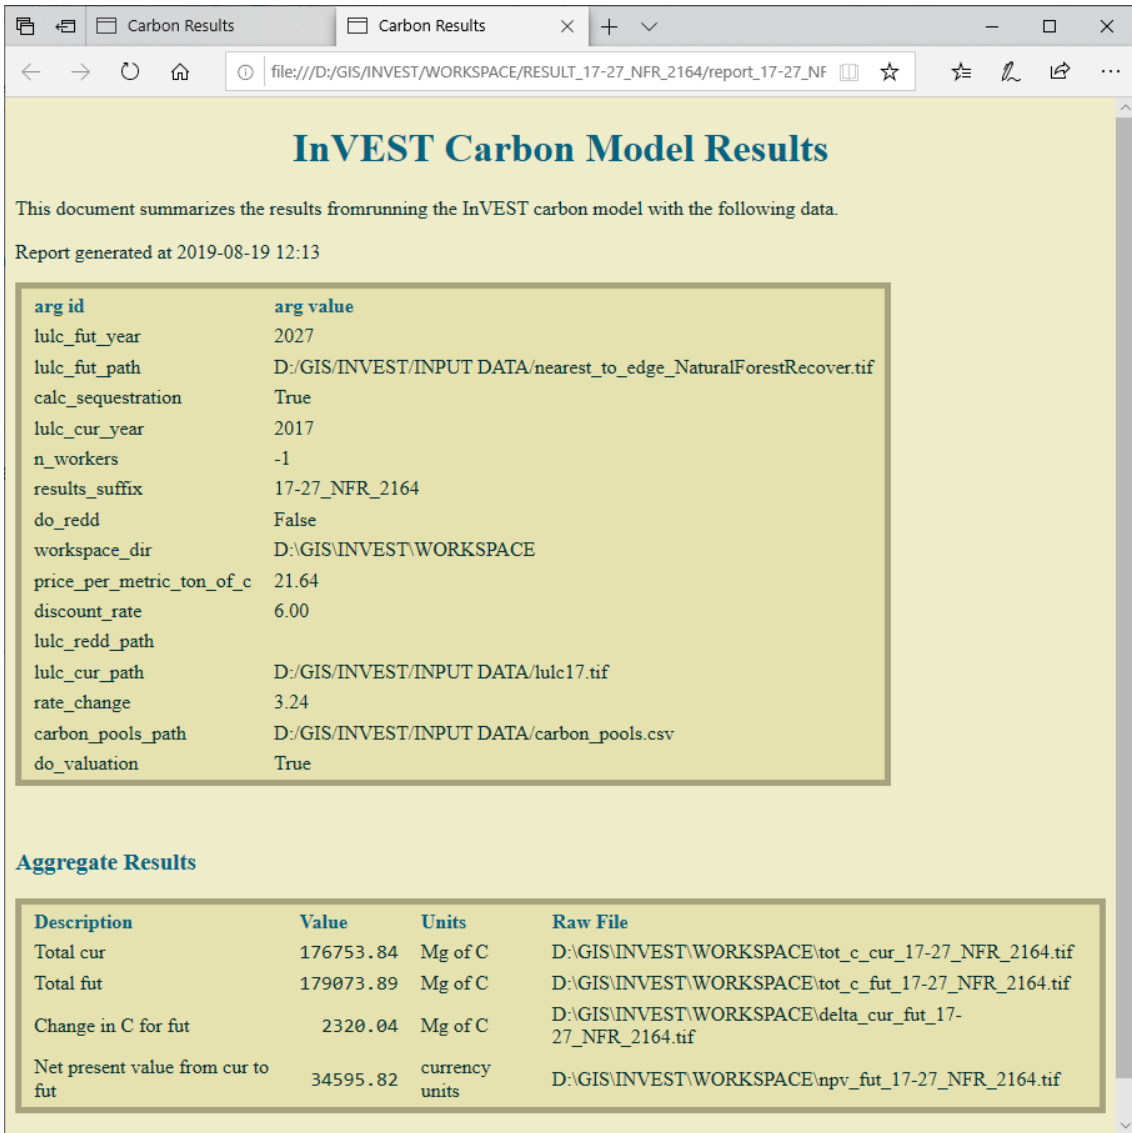 Carbon Results
Carbon Results
file:///D:/GIS/INVEST/WORKSPACE/RESULT_17-27_NFR_2164/report_17-27_NF
InVEST Carbon Model Results
This document summarizes the results fromrunning the InVEST carbon model with the following data.
Report generated at 2019-08-19 12:13
arg id arg value
lulc_fut_year 2027
lulc_fut_path D:/GIS/INVEST/INPUT DATA/nearest_to_edge_NaturalForestRecover.tif
calc_sequestration True
lulc_cur_year 2017
n_workers -1
results_suffix 17-27_NFR_2164
do_redd False
workspace_dir D:\GIS\INVEST\WORKSPACE
price_per_metric_ton_of_c 21.64
discount_rate 6.00
lulc_redd_path
lulc_cur_path D:/GIS/INVEST/INPUT DATA/lulc17.tif
rate_change 3.24
carbon_pools_path D:/GIS/INVEST/INPUT DATA/carbon_pools.csv
do_valuation True
Aggregate Results
Description Value Units Raw File
Total cur 176753.84 Mg of C D:\GIS\INVEST\WORKSPACE\tot_c_cur_17-27_NFR_2164.tif
Total fut 179073.89 Mg of C D:\GIS\INVEST\WORKSPACE\tot_c_fut_17-27_NFR_2164.tif
Change in C for fut 2320.04 Mg of C D:\GIS\INVEST\WORKSPACE\delta_cur_fut_17-
27_NFR_2164.tif
Net present value from cur to
fut 34595.82 currency
units D:\GIS\INVEST\WORKSPACE\npv_fut_17-27_NFR_2164.tif